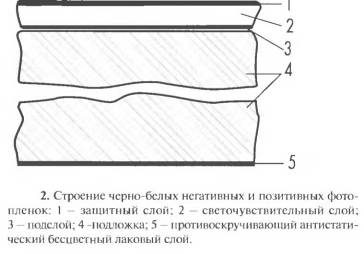 1
2
3
4
5
2. Строение черно-белых негативных и позитивных фото-
пленок: 1 — защитный слой; 2 — светочувствительный слой;
3 — подслой; 4 -подложка; 5 — противоскручивающий антистати-
ческий бесцветный лаковый слой.